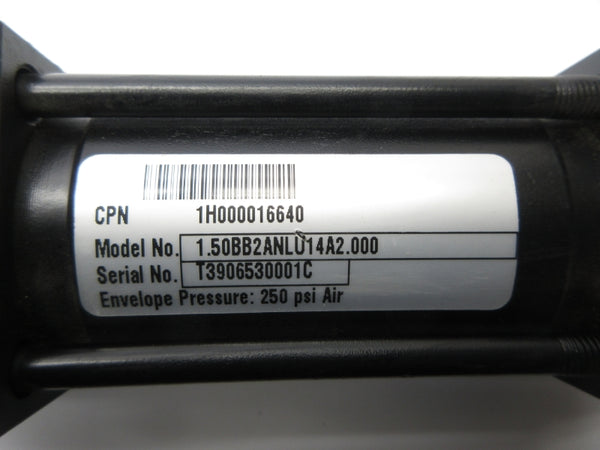 CPN 1H000016640
Model No. 1.50BB2ANLU14A2.000
Serial No. T3906530001C
Envelope Pressure: 250 psi Air